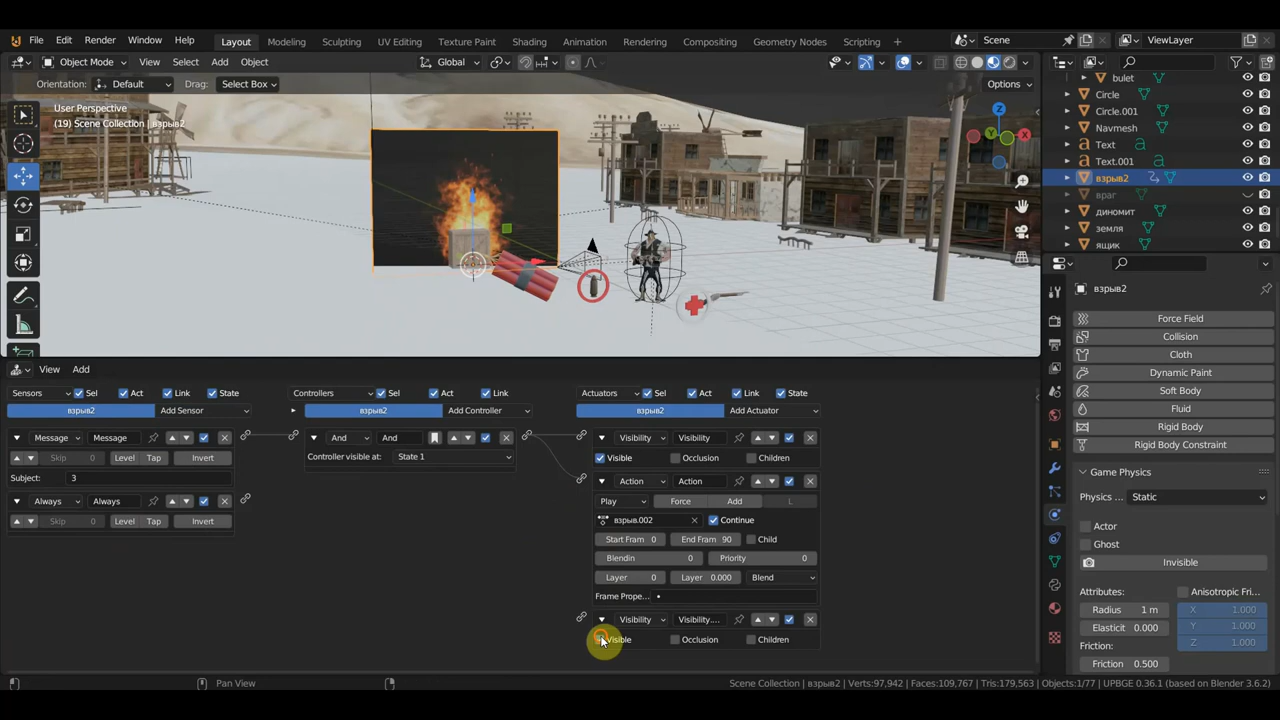 File Edit Render Window Help Layout Modeling Sculpting UV Editing Texture Paint Shading Animation Rendering Compositing Geometry Nodes Scripting + Scene ViewLayer
Object Mode View Select Add Object Global
Orientation: Default Drag: Select Box Options
User Perspective
(19) Scene Collection | взрыв2
Z
X
Y
bulet
Circle
Circle.001
Navmesh
Text
Text.001
взрыв2
враг
диномит
земля
ящик
взрыв2
Force Field
Collision
Cloth
Dynamic Paint
Soft Body
Fluid
Rigid Body
Rigid Body Constraint
Game Physics
Physics ... Static
Actor
Ghost
Invisible
Attributes: Anisotropic Fri...
Radius 1 m X 1.000
Elasticit 0.000 Y 1.000
Friction: Z 1.000
Friction 0.500
View Add
Sensors Sel Act Link State Controllers Sel Act Link Actuators Sel Act Link State
взрыв2 Add Sensor взрыв2 Add Controller взрыв2 Add Actuator
Message Message And And Visibility Visibility
Skip 0 Level Tap Invert Controller visible at: State 1 Visible Occlusion Children
Subject: 3 Action Action
Always Always Play Force Add L
Skip 0 Level Tap Invert взрыв.002 Continue
Start Fram 0 End Fram 90 Child
Blendin 0 Priority 0
Layer 0 Layer 0.000 Blend
Frame Prope...
Visibility Visibility....
Visible Occlusion Children
Pan View Scene Collection | взрыв2 | Verts:97,942 | Faces:109,767 | Tris:179,563 | Objects:1/77 | UPBGE 0.36.1 (based on Blender 3.6.2)